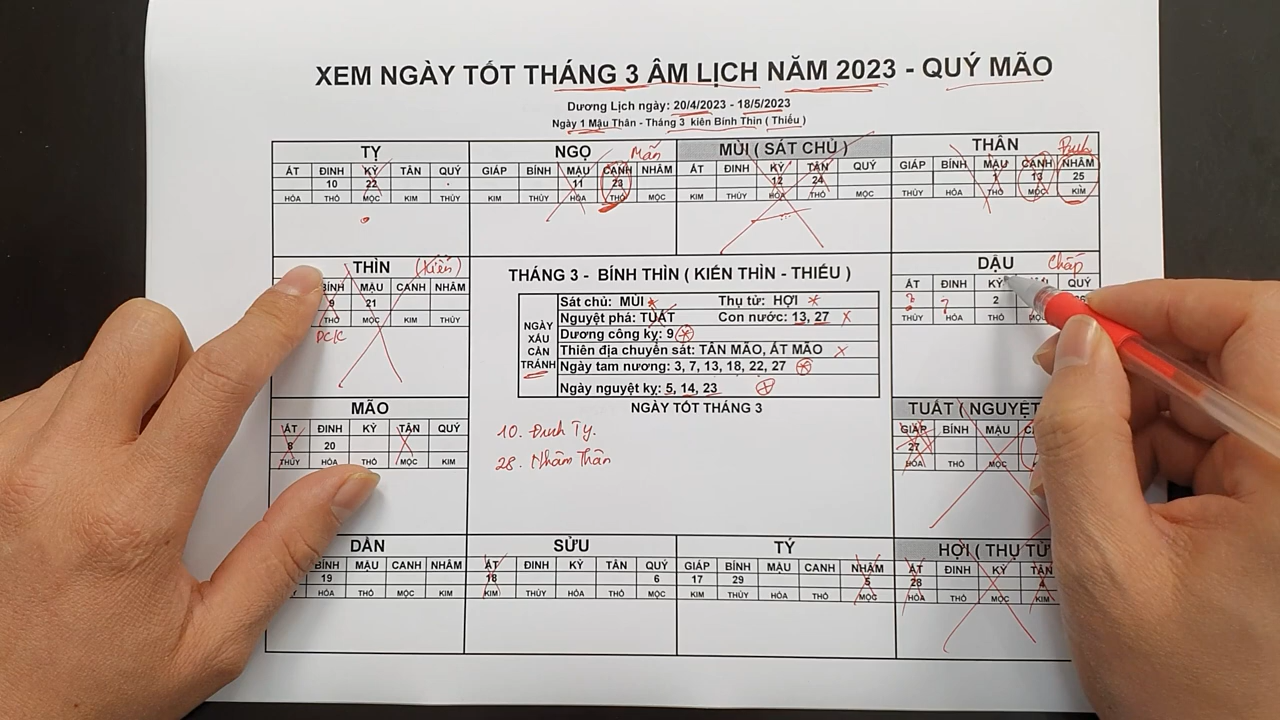 XEM NGÀY TỐT THÁNG 3 ÂM LỊCH NĂM 2023 - QUÝ MÃO
Dương Lịch ngày: 20/4/2023 - 18/5/2023
Ngày 1 Mậu Thân - Tháng 3 kiên Bính Thìn ( Thiếu )
TỴ
ẤT ĐINH KỶ TÂN QUÝ
10 22
HỎA THỔ MỘC KIM THỦY
NGỌ Mãn
GIÁP BÍNH MẬU CANH NHÂM
11 23
KIM THỦY HỎA THỔ MỘC
MÙI ( SÁT CHỦ )
ẤT ĐINH KỶ TÂN QUÝ
12 24
KIM THỦY HỎA THỔ MỘC
THÂN
GIÁP BÍNH MẬU CANH NHÂM
1 13 25
THỦY HỎA THỔ MỘC KIM
THÌN (Kiến)
BÍNH MẬU CANH NHÂM
9 21
THỔ MỘC KIM THỦY
DCK
THÁNG 3 - BÍNH THÌN ( KIẾN THÌN - THIẾU )
NGÀY XẤU CẦN TRÁNH
Sát chủ: MÙI Thụ tử: HỢI
Nguyệt phá: TUẤT Con nước: 13, 27
Dương công kỵ: 9
Thiên địa chuyển sát: TÂN MÃO, ẤT MÃO
Ngày tam nương: 3, 7, 13, 18, 22, 27
Ngày nguyệt kỵ: 5, 14, 23
NGÀY TỐT THÁNG 3
10. Đinh Tỵ.
28. Nhâm Thân
DẬU Chấp
ẤT ĐINH KỶ QUÝ
? ? 2
THỦY HỎA THỔ MỘC
MÃO
ẤT ĐINH KỶ TÂN QUÝ
8 20
THỦY HỎA THỔ MỘC KIM
TUẤT ( NGUYỆT
GIÁP BÍNH MẬU
27
HỎA THỔ MỘC
DẦN
BÍNH MẬU CANH NHÂM
19
THỦY THỔ MỘC KIM
SỬU
ẤT ĐINH KỶ TÂN QUÝ
18 6
KIM THỦY HỎA THỔ MỘC
TÝ
GIÁP BÍNH MẬU CANH NHÂM
17 29 5
KIM THỦY HỎA THỔ MỘC
HỢI ( THỤ TỬ
ẤT ĐINH KỶ TÂN
28 4
HỎA THỔ MỘC KIM